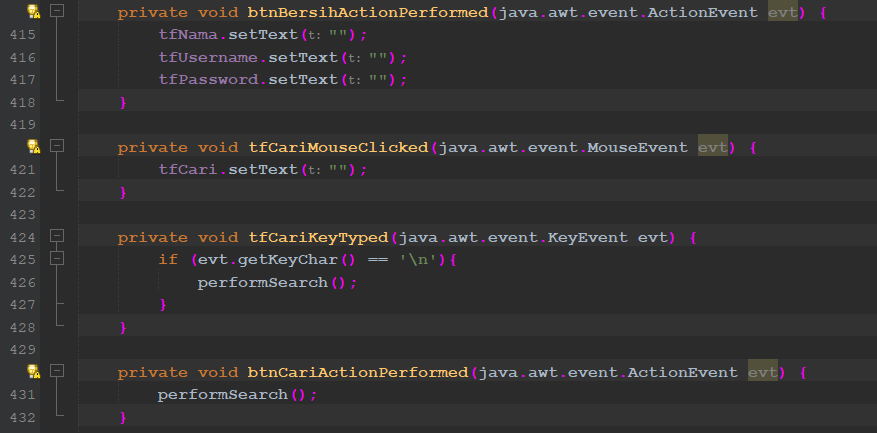 private void btnBersihActionPerformed(java.awt.event.ActionEvent evt) {
415 tfNama.setText(t: "");
416 tfUsername.setText(t: "");
417 tfPassword.setText(t: "");
418 }
419
private void tfCariMouseClicked(java.awt.event.MouseEvent evt) {
421 tfCari.setText(t: "");
422 }
423
424 private void tfCariKeyTyped(java.awt.event.KeyEvent evt) {
425 if (evt.getKeyChar() == '\n'){
426 performSearch();
427 }
428 }
429
private void btnCariActionPerformed(java.awt.event.ActionEvent evt) {
431 performSearch();
432 }